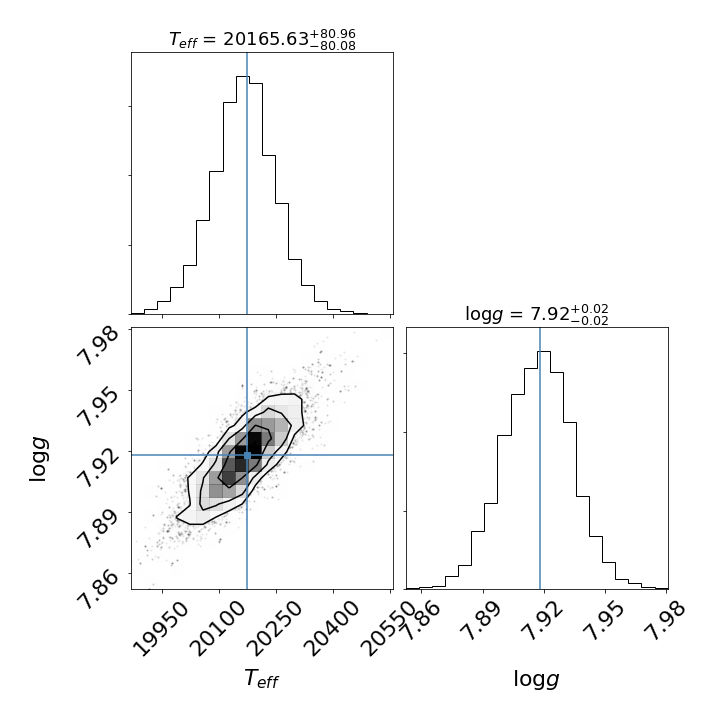 T_eff = 20165.63^{+80.96}_{-80.08}
logg = 7.92^{+0.02}_{-0.02}
7.98
7.95
7.92
7.89
7.86
logg
19950 20100 20250 20400 20550
7.86 7.89 7.92 7.95 7.98
T_eff
logg